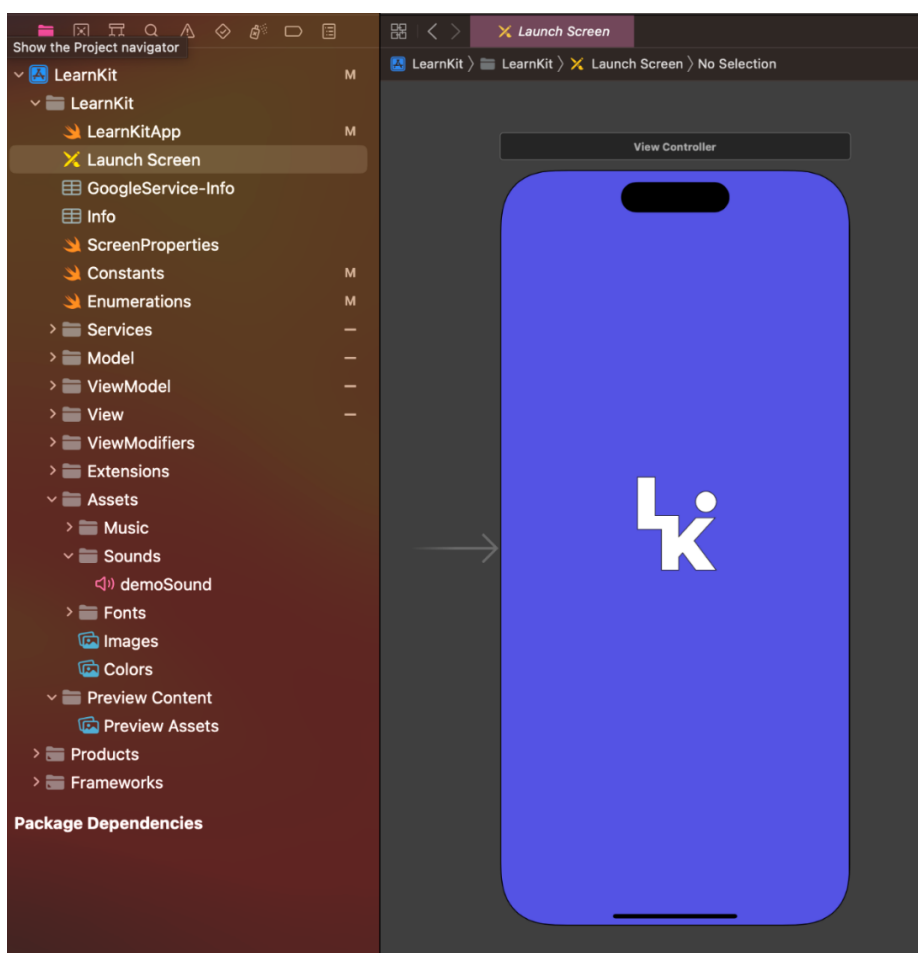 Show the Project navigator
Launch Screen
LearnKit M
LearnKit
LearnKitApp M
Launch Screen
GoogleService-Info
Info
ScreenProperties
Constants M
Enumerations M
Services
Model
ViewModel
View
ViewModifiers
Extensions
Assets
Music
Sounds
demoSound
Fonts
Images
Colors
Preview Content
Preview Assets
Products
Frameworks
Package Dependencies
LearnKit 〉 LearnKit 〉 Launch Screen 〉 No Selection
View Controller
LK